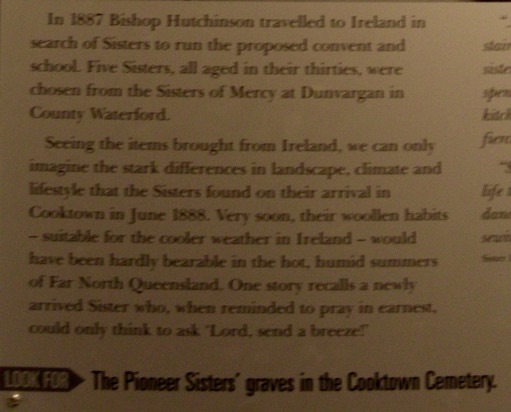 In 1887 Bishop Hutchinson travelled to Ireland in
search of Sisters to run the proposed convent and
school. Five Sisters, all aged in their thirties, were
chosen from the Sisters of Mercy at Dunvargan in
County Waterford.
Seeing the items brought from Ireland, we can only
imagine the stark differences in landscape, climate and
lifestyle that the Sisters found on their arrival in
Cooktown in June 1888. Very soon, their woollen habits
– suitable for the cooler weather in Ireland – would
have been hardly bearable in the hot, humid summers
of Far North Queensland. One story recalls a newly
arrived Sister who, when reminded to pray in earnest,
could only think to ask 'Lord, send a breeze!'
LOOK FOR The Pioneer Sisters' graves in the Cooktown Cemetery.
life